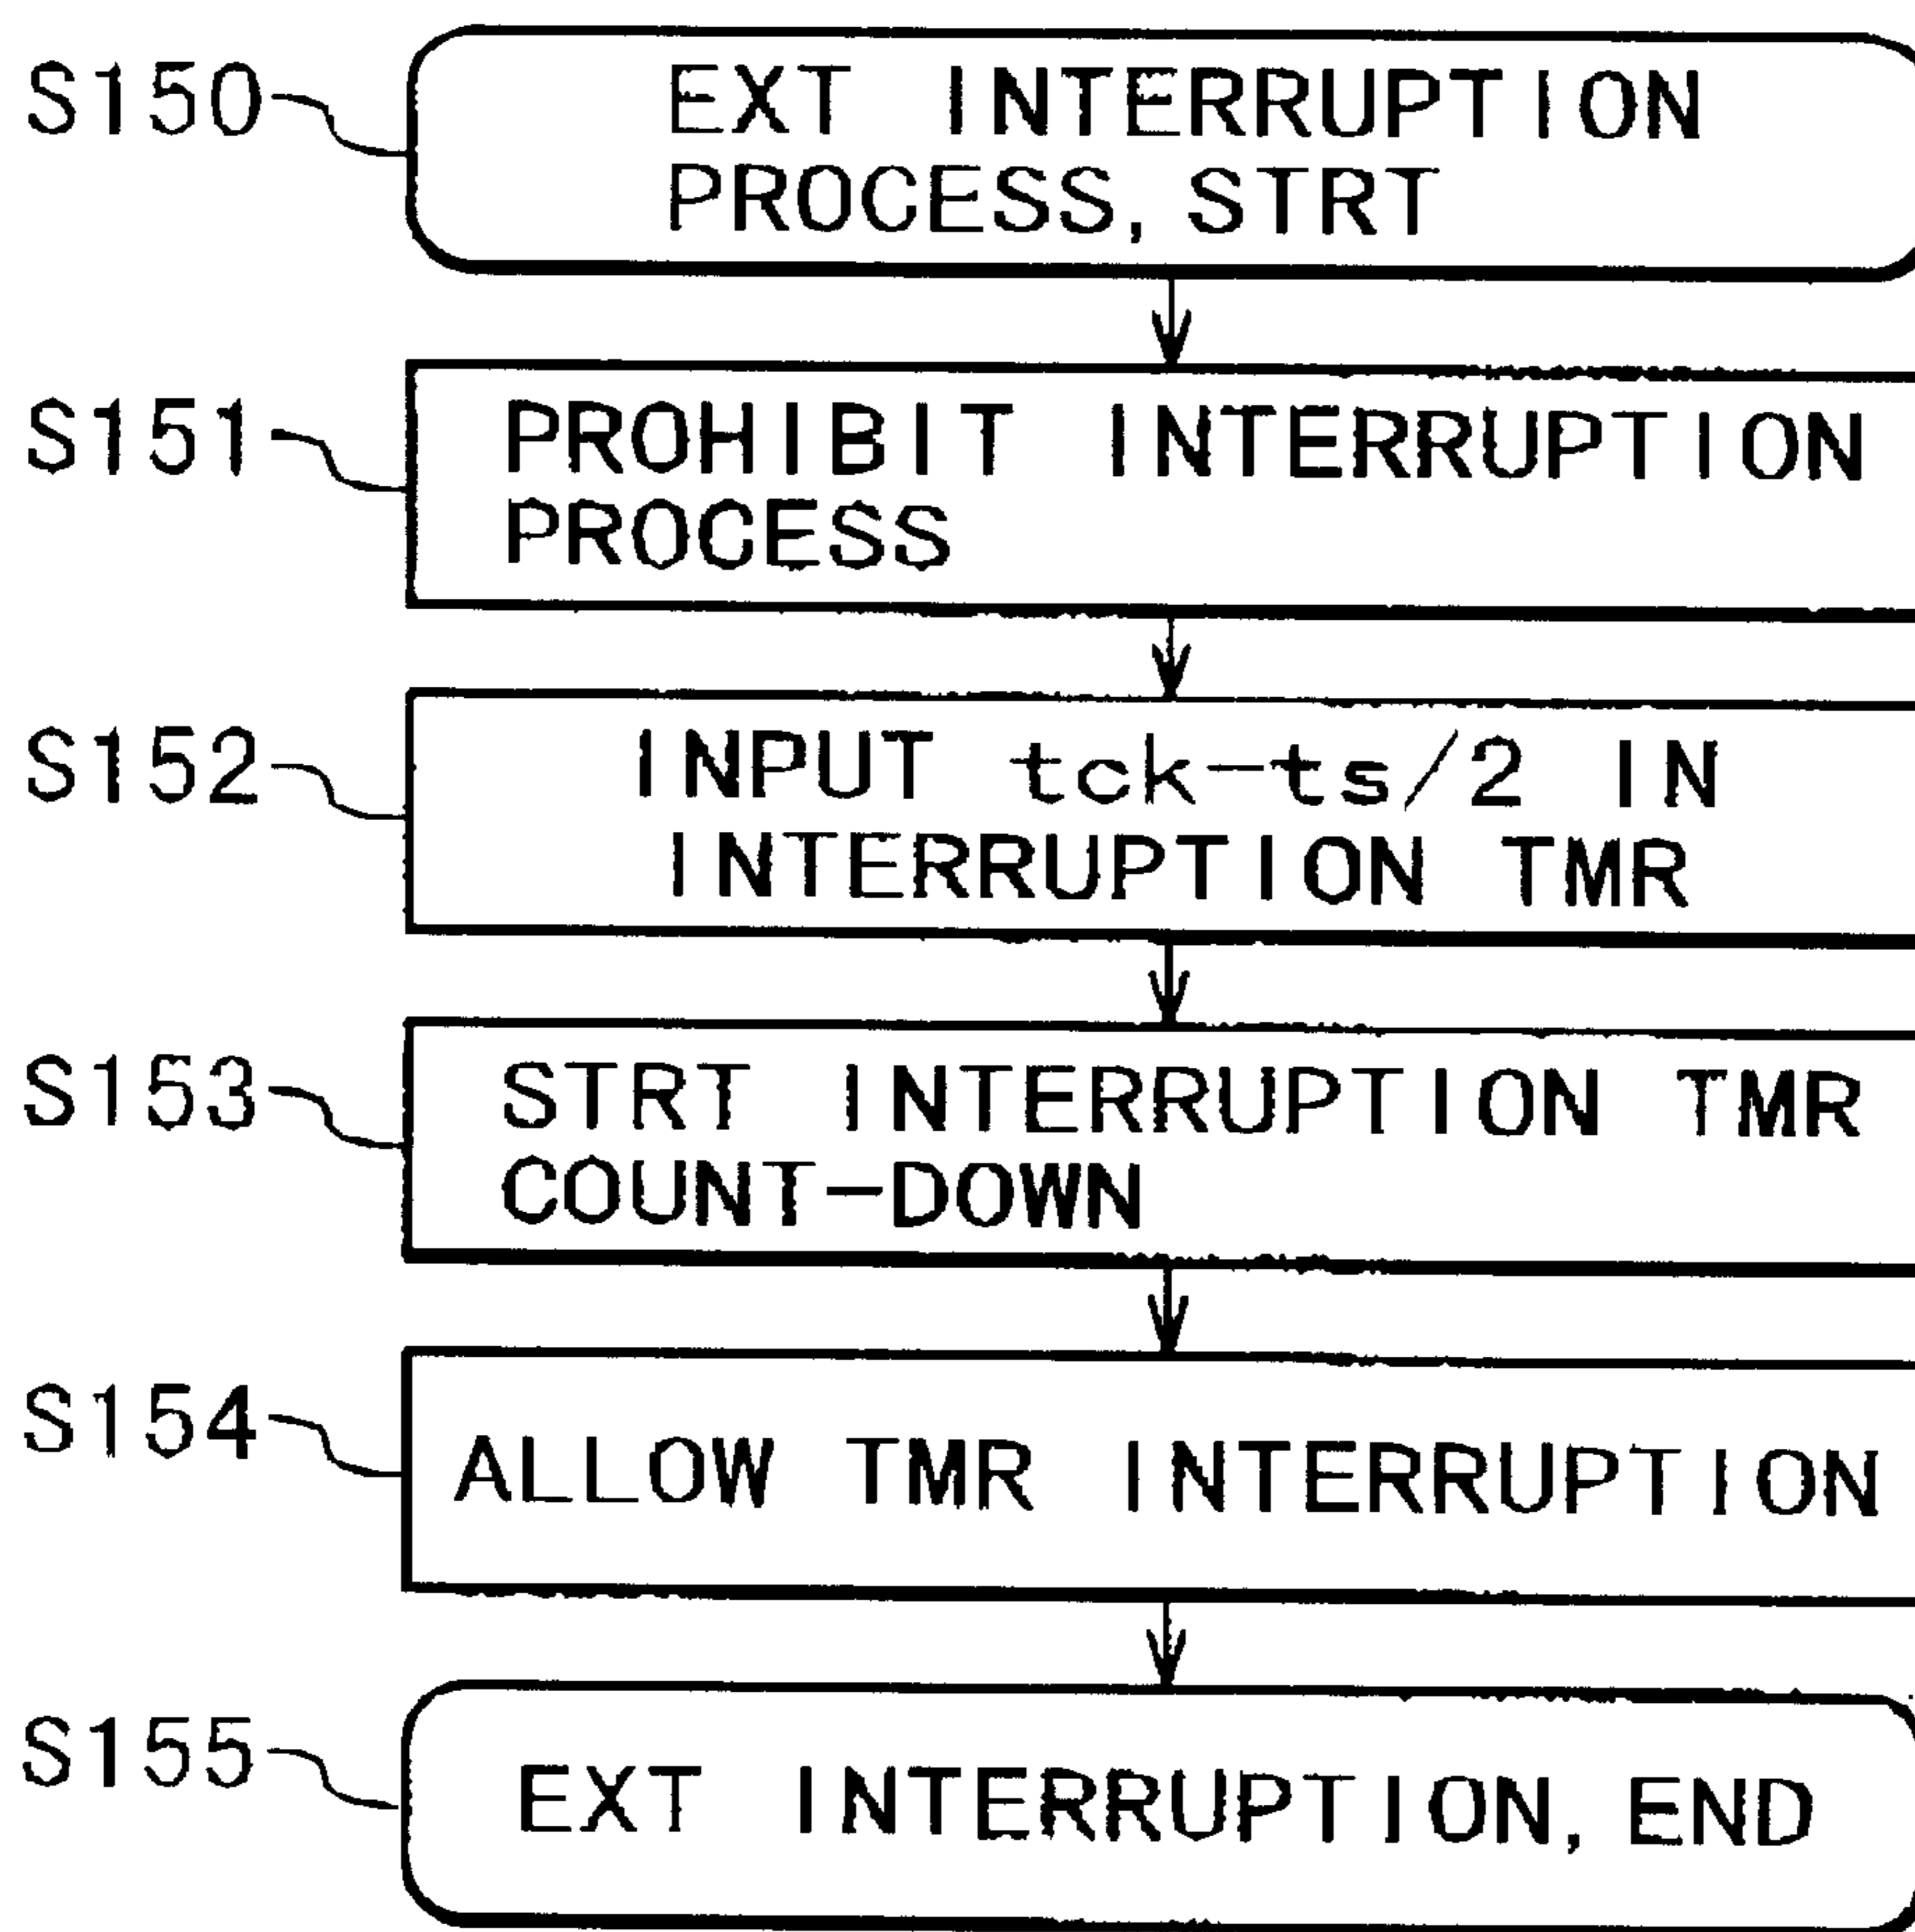 S150
EXT INTERRUPTION
PROCESS, STRT
S151
PROHIBIT INTERRUPTION
PROCESS
S152
INPUT tck-ts/2 IN
INTERRUPTION TMR
S153
STRT INTERRUPTION TMR
COUNT-DOWN
S154
ALLOW TMR INTERRUPTION
S155
EXT INTERRUPTION, END